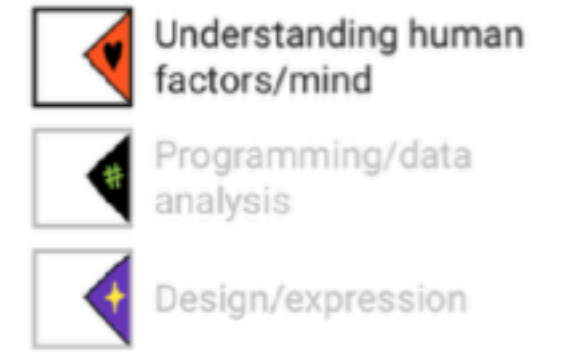 Understanding human
factors/mind
#
Programming/data
analysis
Design/expression